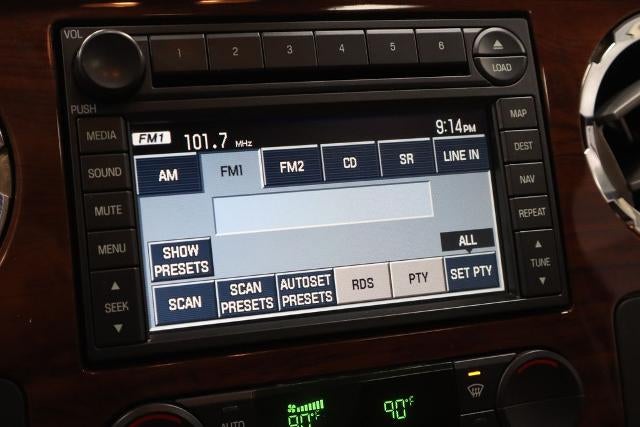 VOL
1 2 3 4 5 6
LOAD
PUSH
MEDIA
SOUND
MUTE
MENU
SEEK
FM1 101.7 MHz 9:14PM
AM FM1 FM2 CD SR LINE IN
ALL
SHOW PRESETS
SCAN SCAN PRESETS AUTOSET PRESETS RDS PTY SET PTY
MAP
DEST
NAV
REPEAT
TUNE
AUTO
90°F 90°F